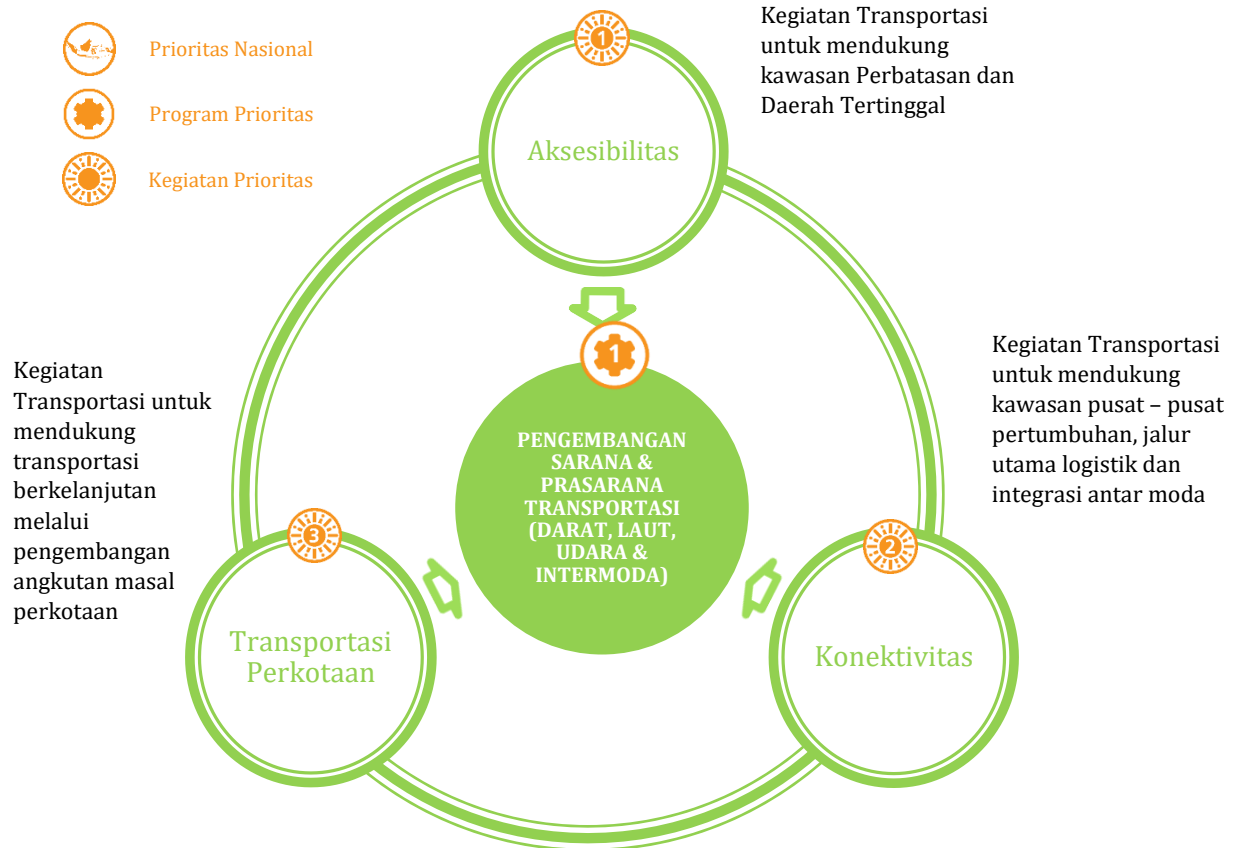 Prioritas Nasional
Program Prioritas
Kegiatan Prioritas
Kegiatan Transportasi
untuk mendukung
kawasan Perbatasan dan
Daerah Tertinggal
1
Aksesibilitas
1
PENGEMBANGAN
SARANA &
PRASARANA
TRANSPORTASI
(DARAT, LAUT,
UDARA &
INTERMODA)
Kegiatan Transportasi
untuk mendukung
kawasan pusat – pusat
pertumbuhan, jalur
utama logistik dan
integrasi antar moda
2
Konektivitas
Kegiatan
Transportasi untuk
mendukung
transportasi
berkelanjutan
melalui
pengembangan
angkutan masal
perkotaan
3
Transportasi
Perkotaan